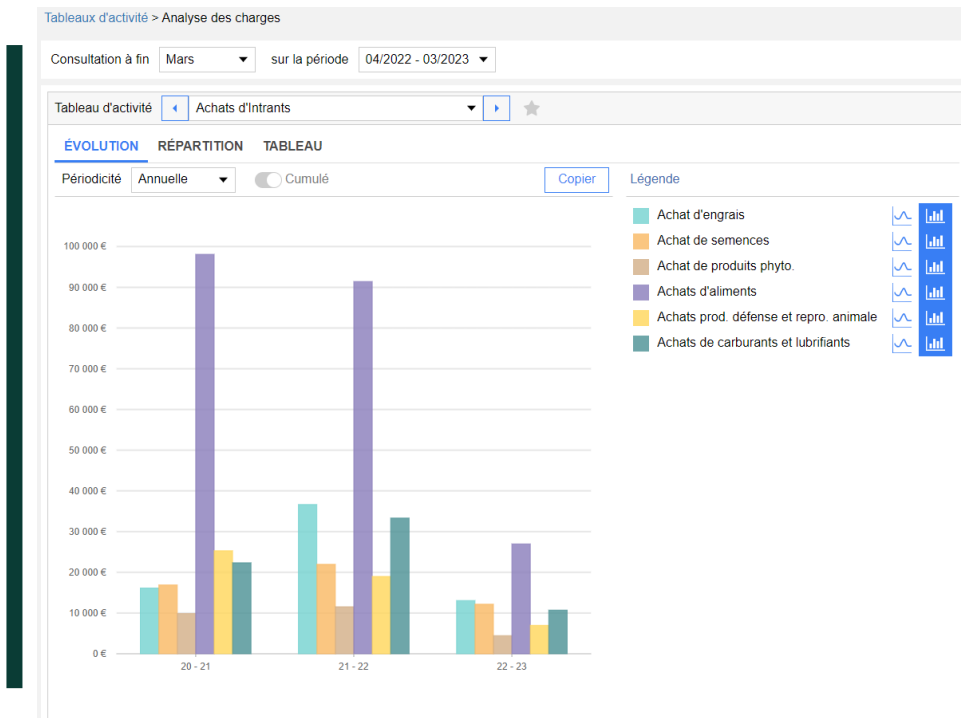 Tableaux d'activité > Analyse des charges
Consultation à fin Mars sur la période 04/2022 - 03/2023
Tableau d'activité Achats d'Intrants
ÉVOLUTION RÉPARTITION TABLEAU
Périodicité Annuelle Cumulé Copier Légende
Achat d'engrais
Achat de semences
Achat de produits phyto.
Achats d'aliments
Achats prod. défense et repro. animale
Achats de carburants et lubrifiants
100 000 €
90 000 €
80 000 €
70 000 €
60 000 €
50 000 €
40 000 €
30 000 €
20 000 €
10 000 €
0 €
20 - 21 21 - 22 22 - 23